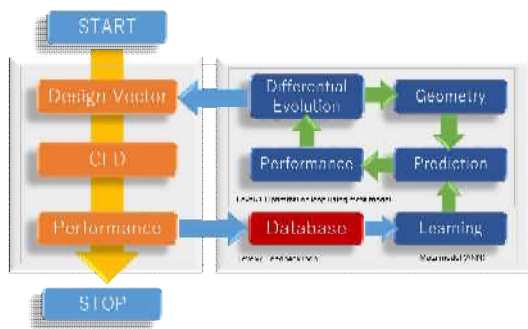 START
Design Vector
Differential
Evolution
Geometry
CFD
Performance
Prediction
Performance
Database
Learning
STOP